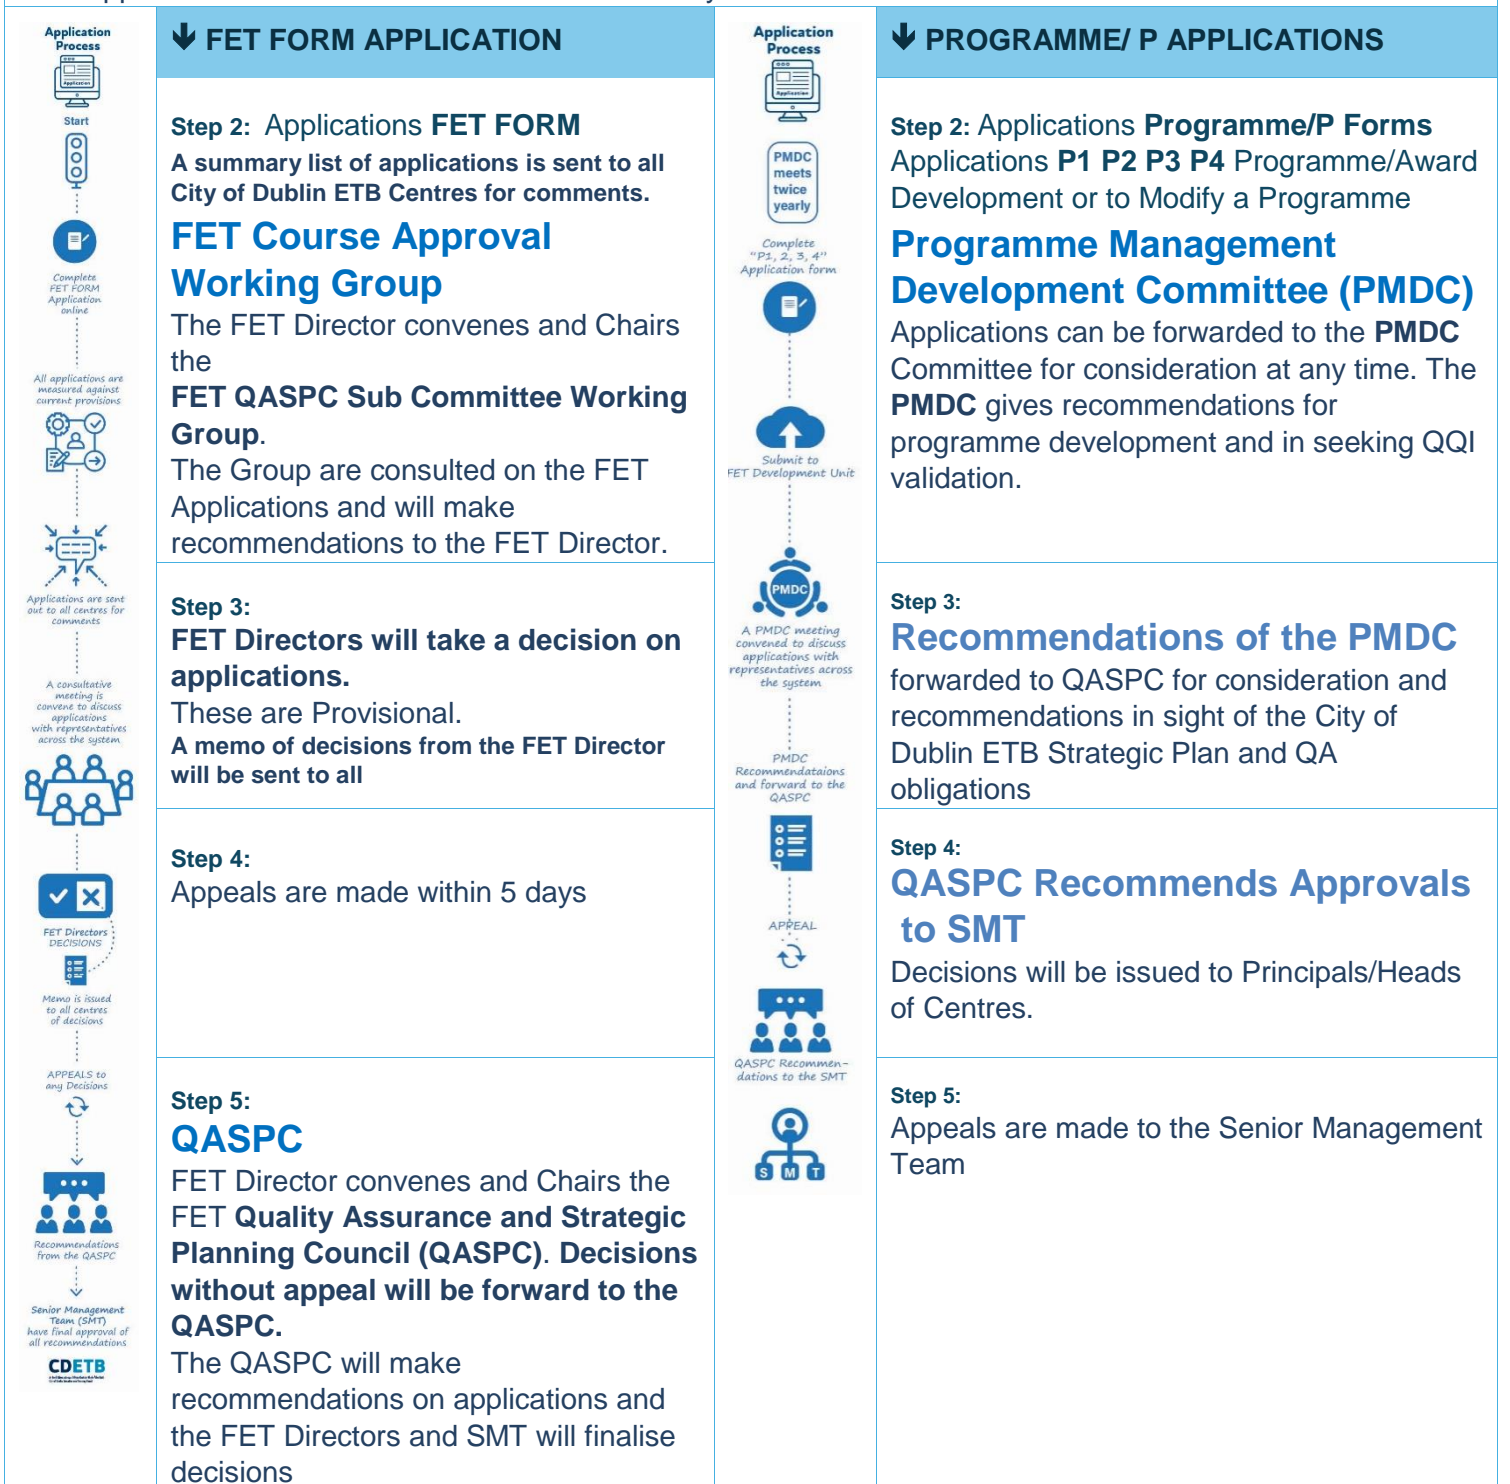 Application
Process
Application
Start
Complete
FET FORM
Application
online
All applications are
measured against
current provisions
Applications are sent
out to all centres for
comments
A consultative
meeting is
convene to discuss
applications
with representatives
across the system
FET Directors
DECISIONS
Memo is issued
to all centres
of decisions
APPEALS to
any Decisions
Recommendations
from the QASPC
Senior Management
Team (SMT)
have final approval of
all recommendations
CDETB
🡻 FET FORM APPLICATION
Step 2: Applications FET FORM
A summary list of applications is sent to all
City of Dublin ETB Centres for comments.
FET Course Approval
Working Group
The FET Director convenes and Chairs
the
FET QASPC Sub Committee Working
Group.
The Group are consulted on the FET
Applications and will make
recommendations to the FET Director.
Step 3:
FET Directors will take a decision on
applications.
These are Provisional.
A memo of decisions from the FET Director
will be sent to all
Step 4:
Appeals are made within 5 days
Step 5:
QASPC
FET Director convenes and Chairs the
FET Quality Assurance and Strategic
Planning Council (QASPC). Decisions
without appeal will be forward to the
QASPC.
The QASPC will make
recommendations on applications and
the FET Directors and SMT will finalise
decisions
Application
Process
Application
PMDC
meets
twice
yearly
Complete
"P1, 2, 3, 4"
Application form
Submit to
FET Development Unit
PMDC
A PMDC meeting
convened to discuss
applications with
representatives across
the system
PMDC
Recommendataions
and forward to the
QASPC
APPEAL
QASPC Recommen-
dations to the SMT
S M T
🡻 PROGRAMME/ P APPLICATIONS
Step 2: Applications Programme/P Forms
Applications P1 P2 P3 P4 Programme/Award
Development or to Modify a Programme
Programme Management
Development Committee (PMDC)
Applications can be forwarded to the PMDC
Committee for consideration at any time. The
PMDC gives recommendations for
programme development and in seeking QQI
validation.
Step 3:
Recommendations of the PMDC
forwarded to QASPC for consideration and
recommendations in sight of the City of
Dublin ETB Strategic Plan and QA
obligations
Step 4:
QASPC Recommends Approvals
to SMT
Decisions will be issued to Principals/Heads
of Centres.
Step 5:
Appeals are made to the Senior Management
Team